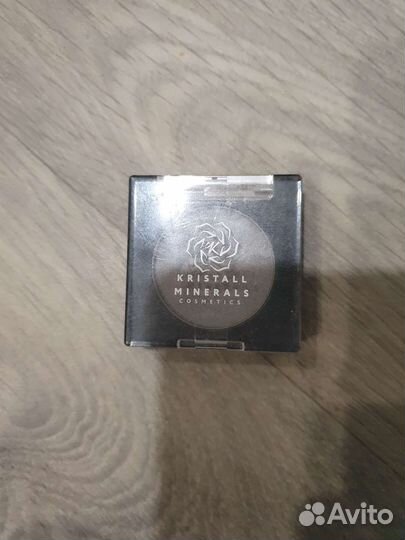 K
KRISTALL
MINERALS
COSMETICS
Avito